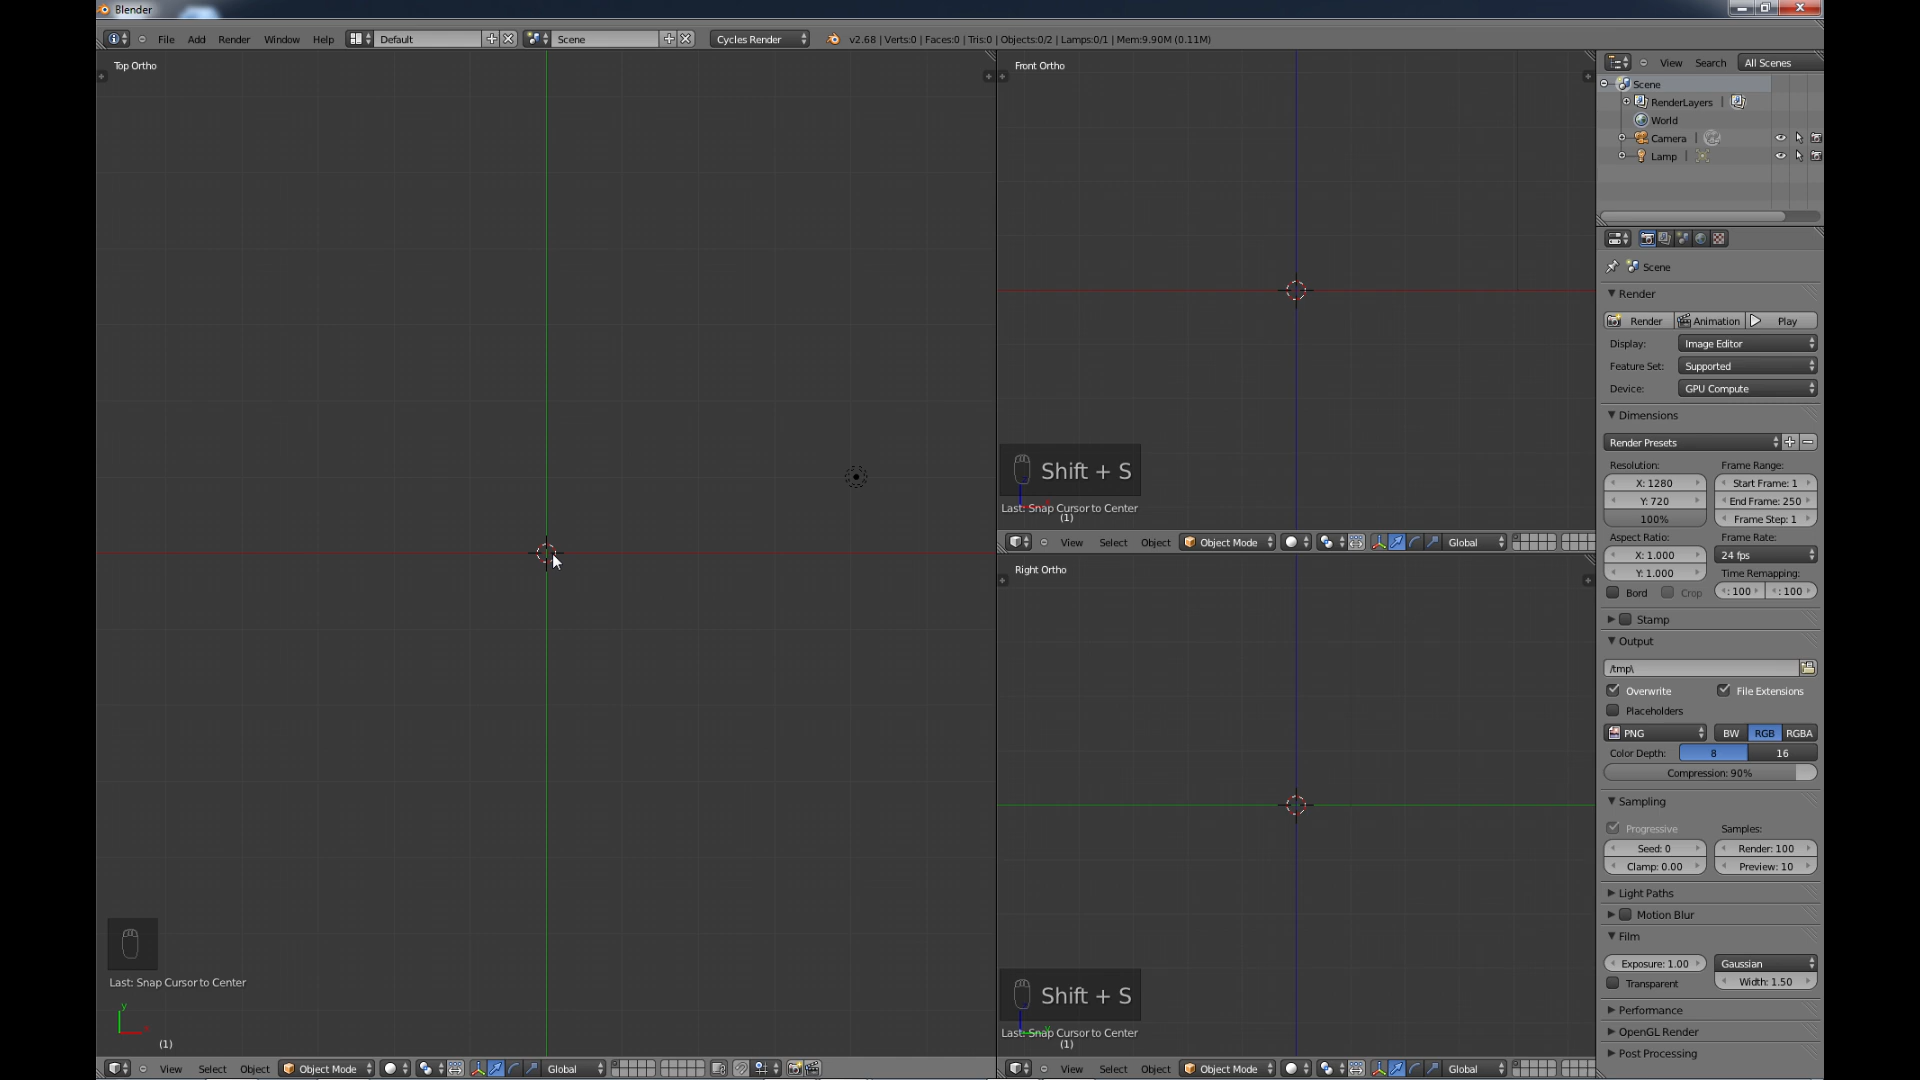 Blender
File Add Render Window Help Default Scene Cycles Render v2.68 | Verts:0 | Faces:0 | Tris:0 | Objects:0/2 | Lamps:0/1 | Mem:9.90M (0.11M)
Top Ortho
Last: Snap Cursor to Center
y
x
(1)
View Select Object Object Mode Global
Front Ortho
Shift + S
Last: Snap Cursor to Center
(1)
View Select Object Object Mode Global
Right Ortho
Shift + S
Last: Snap Cursor to Center
(1)
View Select Object Object Mode Global
View Search All Scenes
Scene
RenderLayers |
World
Camera |
Lamp |
Scene
Render
Render Animation Play
Display: Image Editor
Feature Set: Supported
Device: GPU Compute
Dimensions
Render Presets
Resolution: Frame Range:
X: 1280 Start Frame: 1
Y: 720 End Frame: 250
100% Frame Step: 1
Aspect Ratio: Frame Rate:
X: 1.000 24 fps
Y: 1.000 Time Remapping:
Bord Crop : 100 : 100
Stamp
Output
/tmp\
Overwrite File Extensions
Placeholders
PNG BW RGB RGBA
Color Depth: 8 16
Compression: 90%
Sampling
Progressive Samples:
Seed: 0 Render: 100
Clamp: 0.00 Preview: 10
Light Paths
Motion Blur
Film
Exposure: 1.00 Gaussian
Transparent Width: 1.50
Performance
OpenGL Render
Post Processing